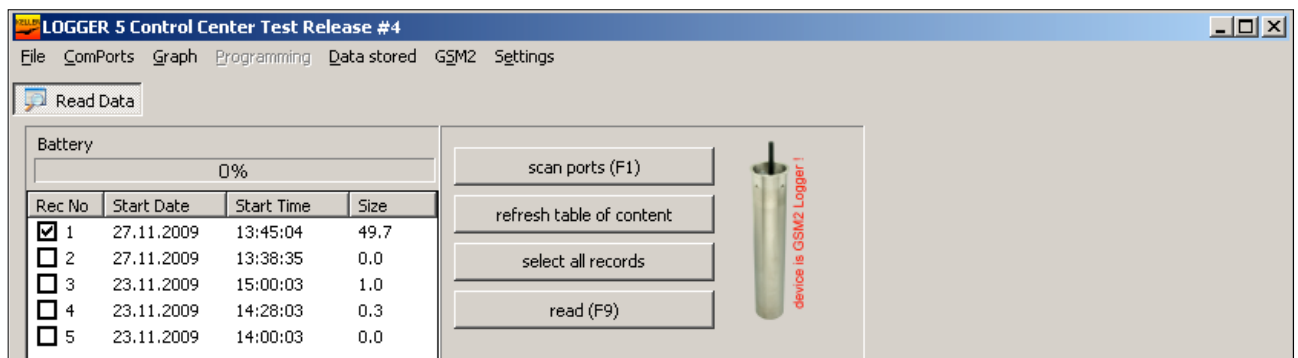 KELLER LOGGER 5 Control Center Test Release #4
File ComPorts Graph Programming Data stored GSM2 Settings
Read Data
Battery
0%
Rec No Start Date Start Time Size
1 27.11.2009 13:45:04 49.7
2 27.11.2009 13:38:35 0.0
3 23.11.2009 15:00:03 1.0
4 23.11.2009 14:28:03 0.3
5 23.11.2009 14:00:03 0.0
scan ports (F1)
refresh table of content
select all records
read (F9)
device is GSM2 Logger !